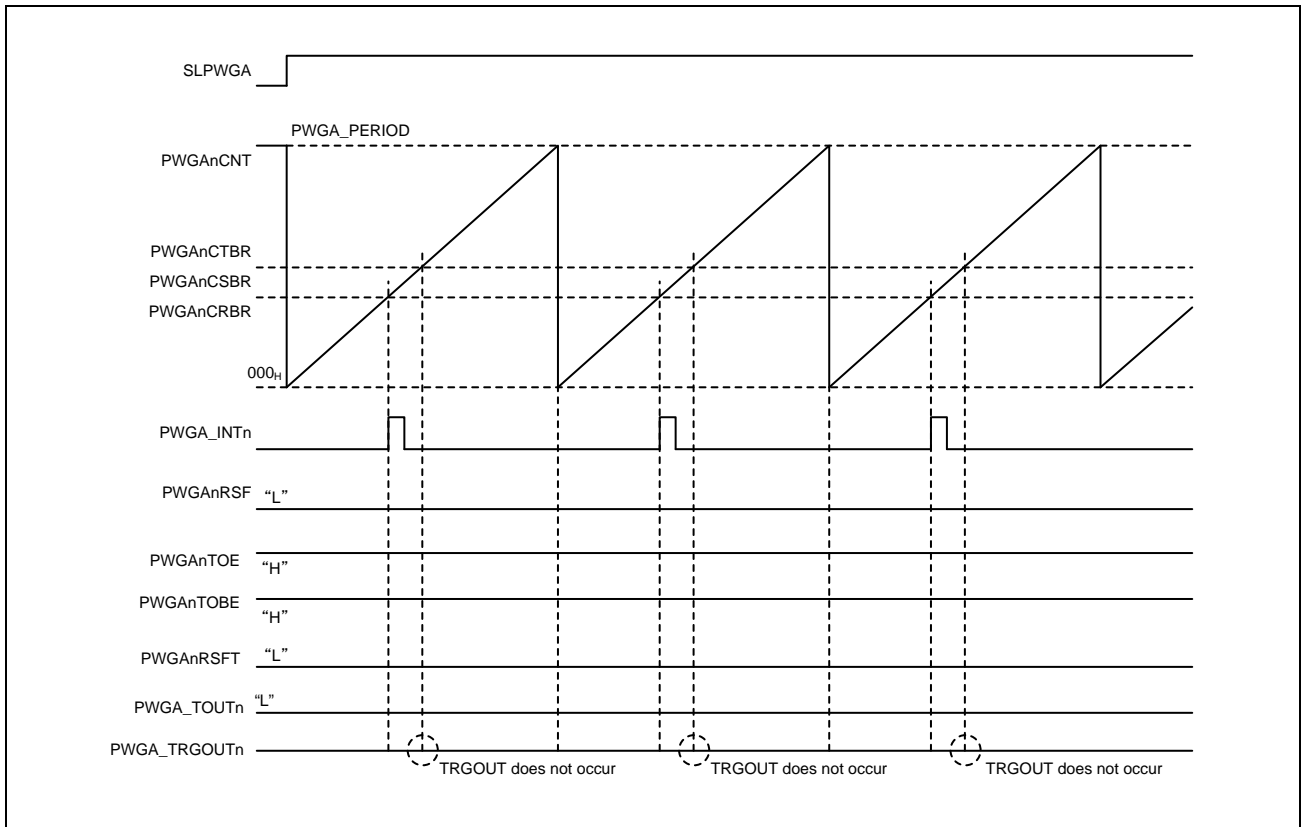 SLPWGA
PWGA_PERIOD
PWGAnCNT
PWGAnCTBR
PWGAnCSBR
PWGAnCRBR
000H
PWGA_INTn
PWGAnRSF "L"
PWGAnTOE "H"
PWGAnTOBE "H"
PWGAnRSFT "L"
PWGA_TOUTn "L"
PWGA_TRGOUTn
TRGOUT does not occur TRGOUT does not occur TRGOUT does not occur